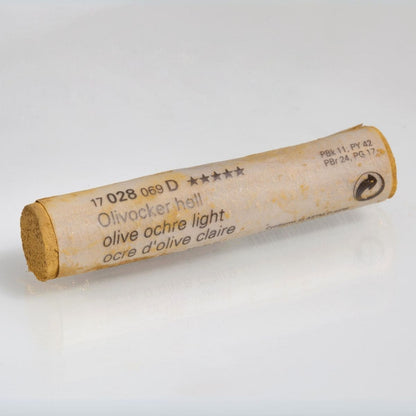 17 028 069 D ★★★★★
Olivocker hell
olive ochre light
ocre d'olive claire
PBk 11, PY 42
PBr 24, PG 17